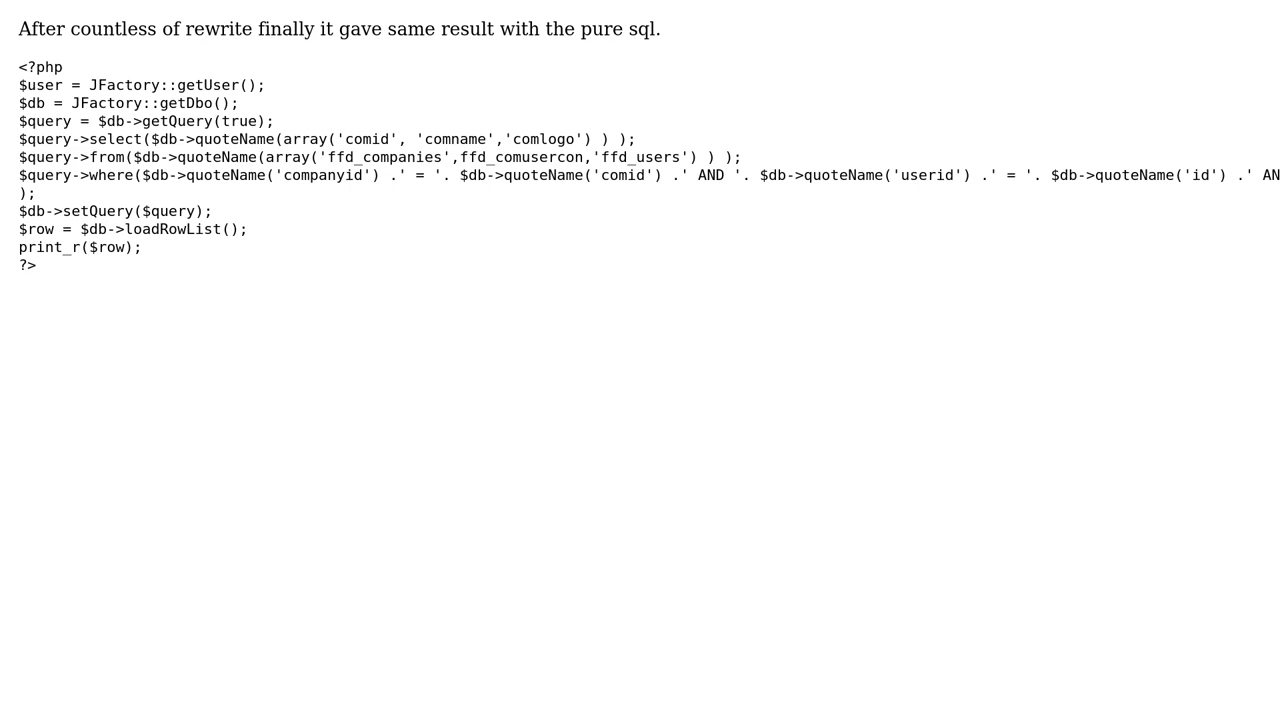 After countless of rewrite finally it gave same result with the pure sql.
<?php
$user = JFactory::getUser();
$db = JFactory::getDbo();
$query = $db->getQuery(true);
$query->select($db->quoteName(array('comid', 'comname','comlogo') ) );
$query->from($db->quoteName(array('ffd_companies',ffd_comusercon,'ffd_users') ) );
$query->where($db->quoteName('companyid') .' = '. $db->quoteName('comid') .' AND '. $db->quoteName('userid') .' = '. $db->quoteName('id') .' AN
);
$db->setQuery($query);
$row = $db->loadRowList();
print_r($row);
?>